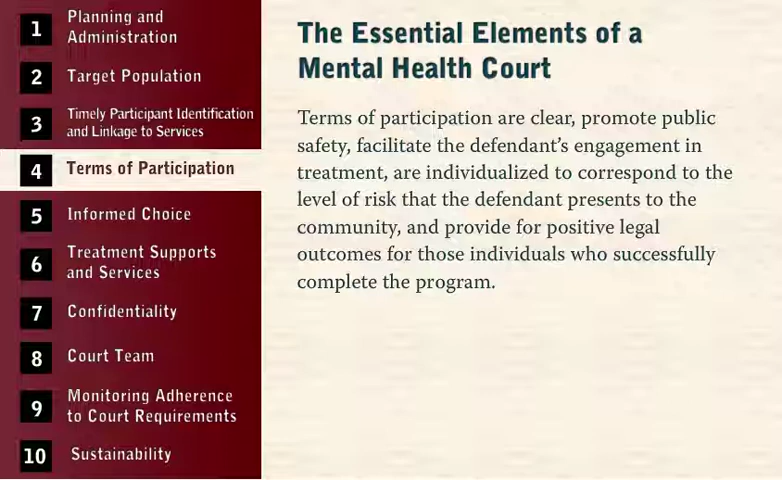 1 Planning and
Administration
2 Target Population
3 Timely Participant Identification
and Linkage to Services
4 Terms of Participation
5 Informed Choice
6 Treatment Supports
and Services
7 Confidentiality
8 Court Team
9 Monitoring Adherence
to Court Requirements
10 Sustainability
The Essential Elements of a
Mental Health Court
Terms of participation are clear, promote public
safety, facilitate the defendant's engagement in
treatment, are individualized to correspond to the
level of risk that the defendant presents to the
community, and provide for positive legal
outcomes for those individuals who successfully
complete the program.